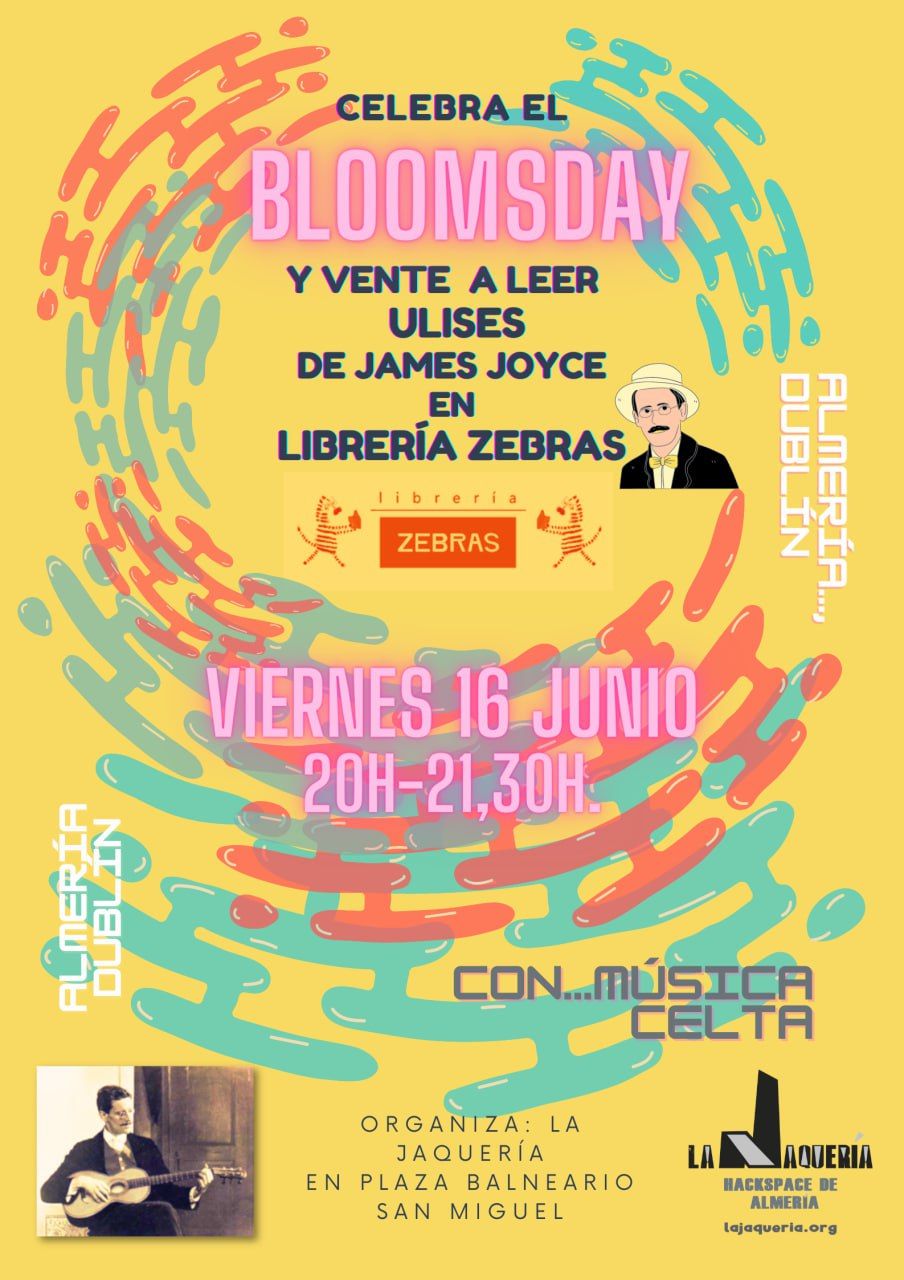 CELEBRA EL
BLOOMSDAY
Y VENTE A LEER
ULISES
DE JAMES JOYCE
EN
LIBRERÍA ZEBRAS
librería
ZEBRAS
ALMERÍA...,
DUBLÍN
VIERNES 16 JUNIO
20H-21,30H.
ALMERÍA
DUBLÍN
CON...MÚSICA
CELTA
ORGANIZA: LA
JAQUERÍA
EN PLAZA BALNEARIO
SAN MIGUEL
LA JAQUERÍA
HACKSPACE DE
ALMERIA
lajaqueria.org